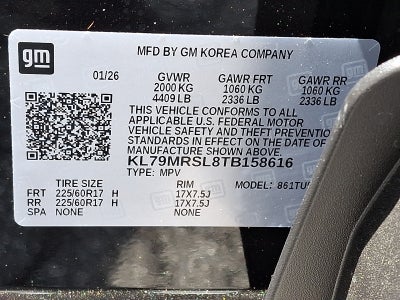 gm
MFD BY GM KOREA COMPANY
01/26 GVWR GAWR FRT GAWR RR
2000 KG 1060 KG 1060 KG
4409 LB 2336 LB 2336 LB
THIS VEHICLE CONFORMS TO ALL
APPLICABLE U.S. FEDERAL MOTOR
VEHICLE SAFETY AND THEFT PREVENTIO
STANDARDS IN EFFECT ON THE DATE OF
MANUFACTURE SHOWN ABOVE
KL79MRSL8TB158616
TYPE: MPV
TIRE SIZE RIM MODEL: 861TU
FRT 225/60R17 H 17X7.5J
RR 225/60R17 H 17X7.5J
SPA NONE NONE